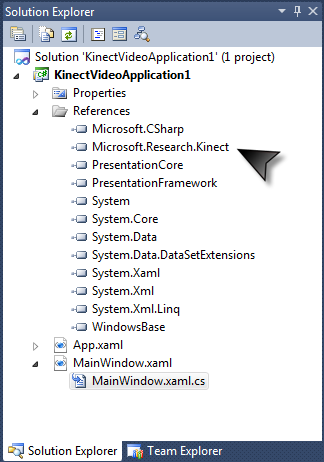 Solution Explorer
Solution 'KinectVideoApplication1' (1 project)
KinectVideoApplication1
Properties
References
Microsoft.CSharp
Microsoft.Research.Kinect
PresentationCore
PresentationFramework
System
System.Core
System.Data
System.Data.DataSetExtensions
System.Xaml
System.Xml
System.Xml.Linq
WindowsBase
App.xaml
MainWindow.xaml
MainWindow.xaml.cs
Solution Explorer Team Explorer